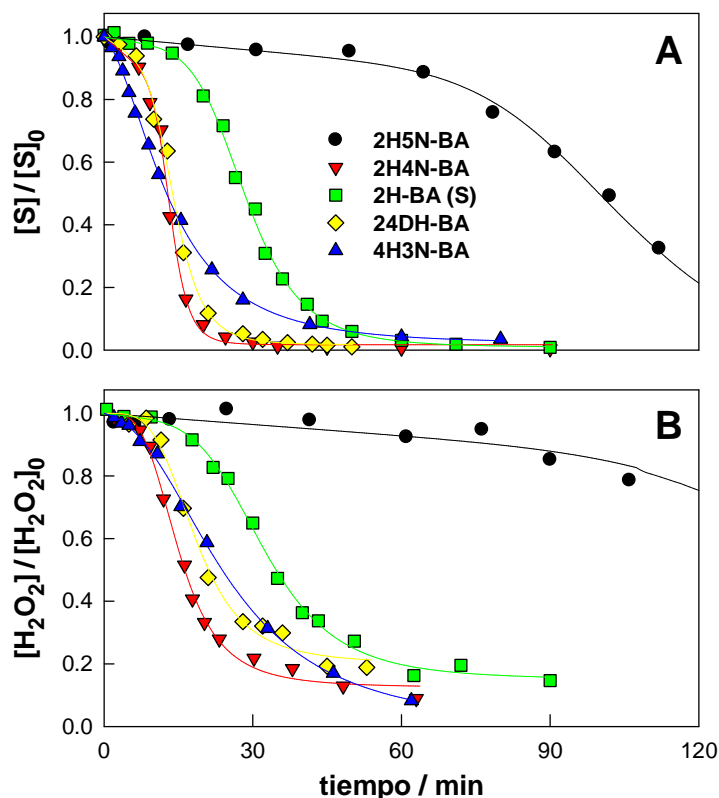 A
[S] / [S]₀
1.0
0.8
0.6
0.4
0.2
0.0
2H5N-BA
2H4N-BA
2H-BA (S)
24DH-BA
4H3N-BA
B
[H₂O₂] / [H₂O₂]₀
1.0
0.8
0.6
0.4
0.2
0.0
0 30 60 90 120
tiempo / min